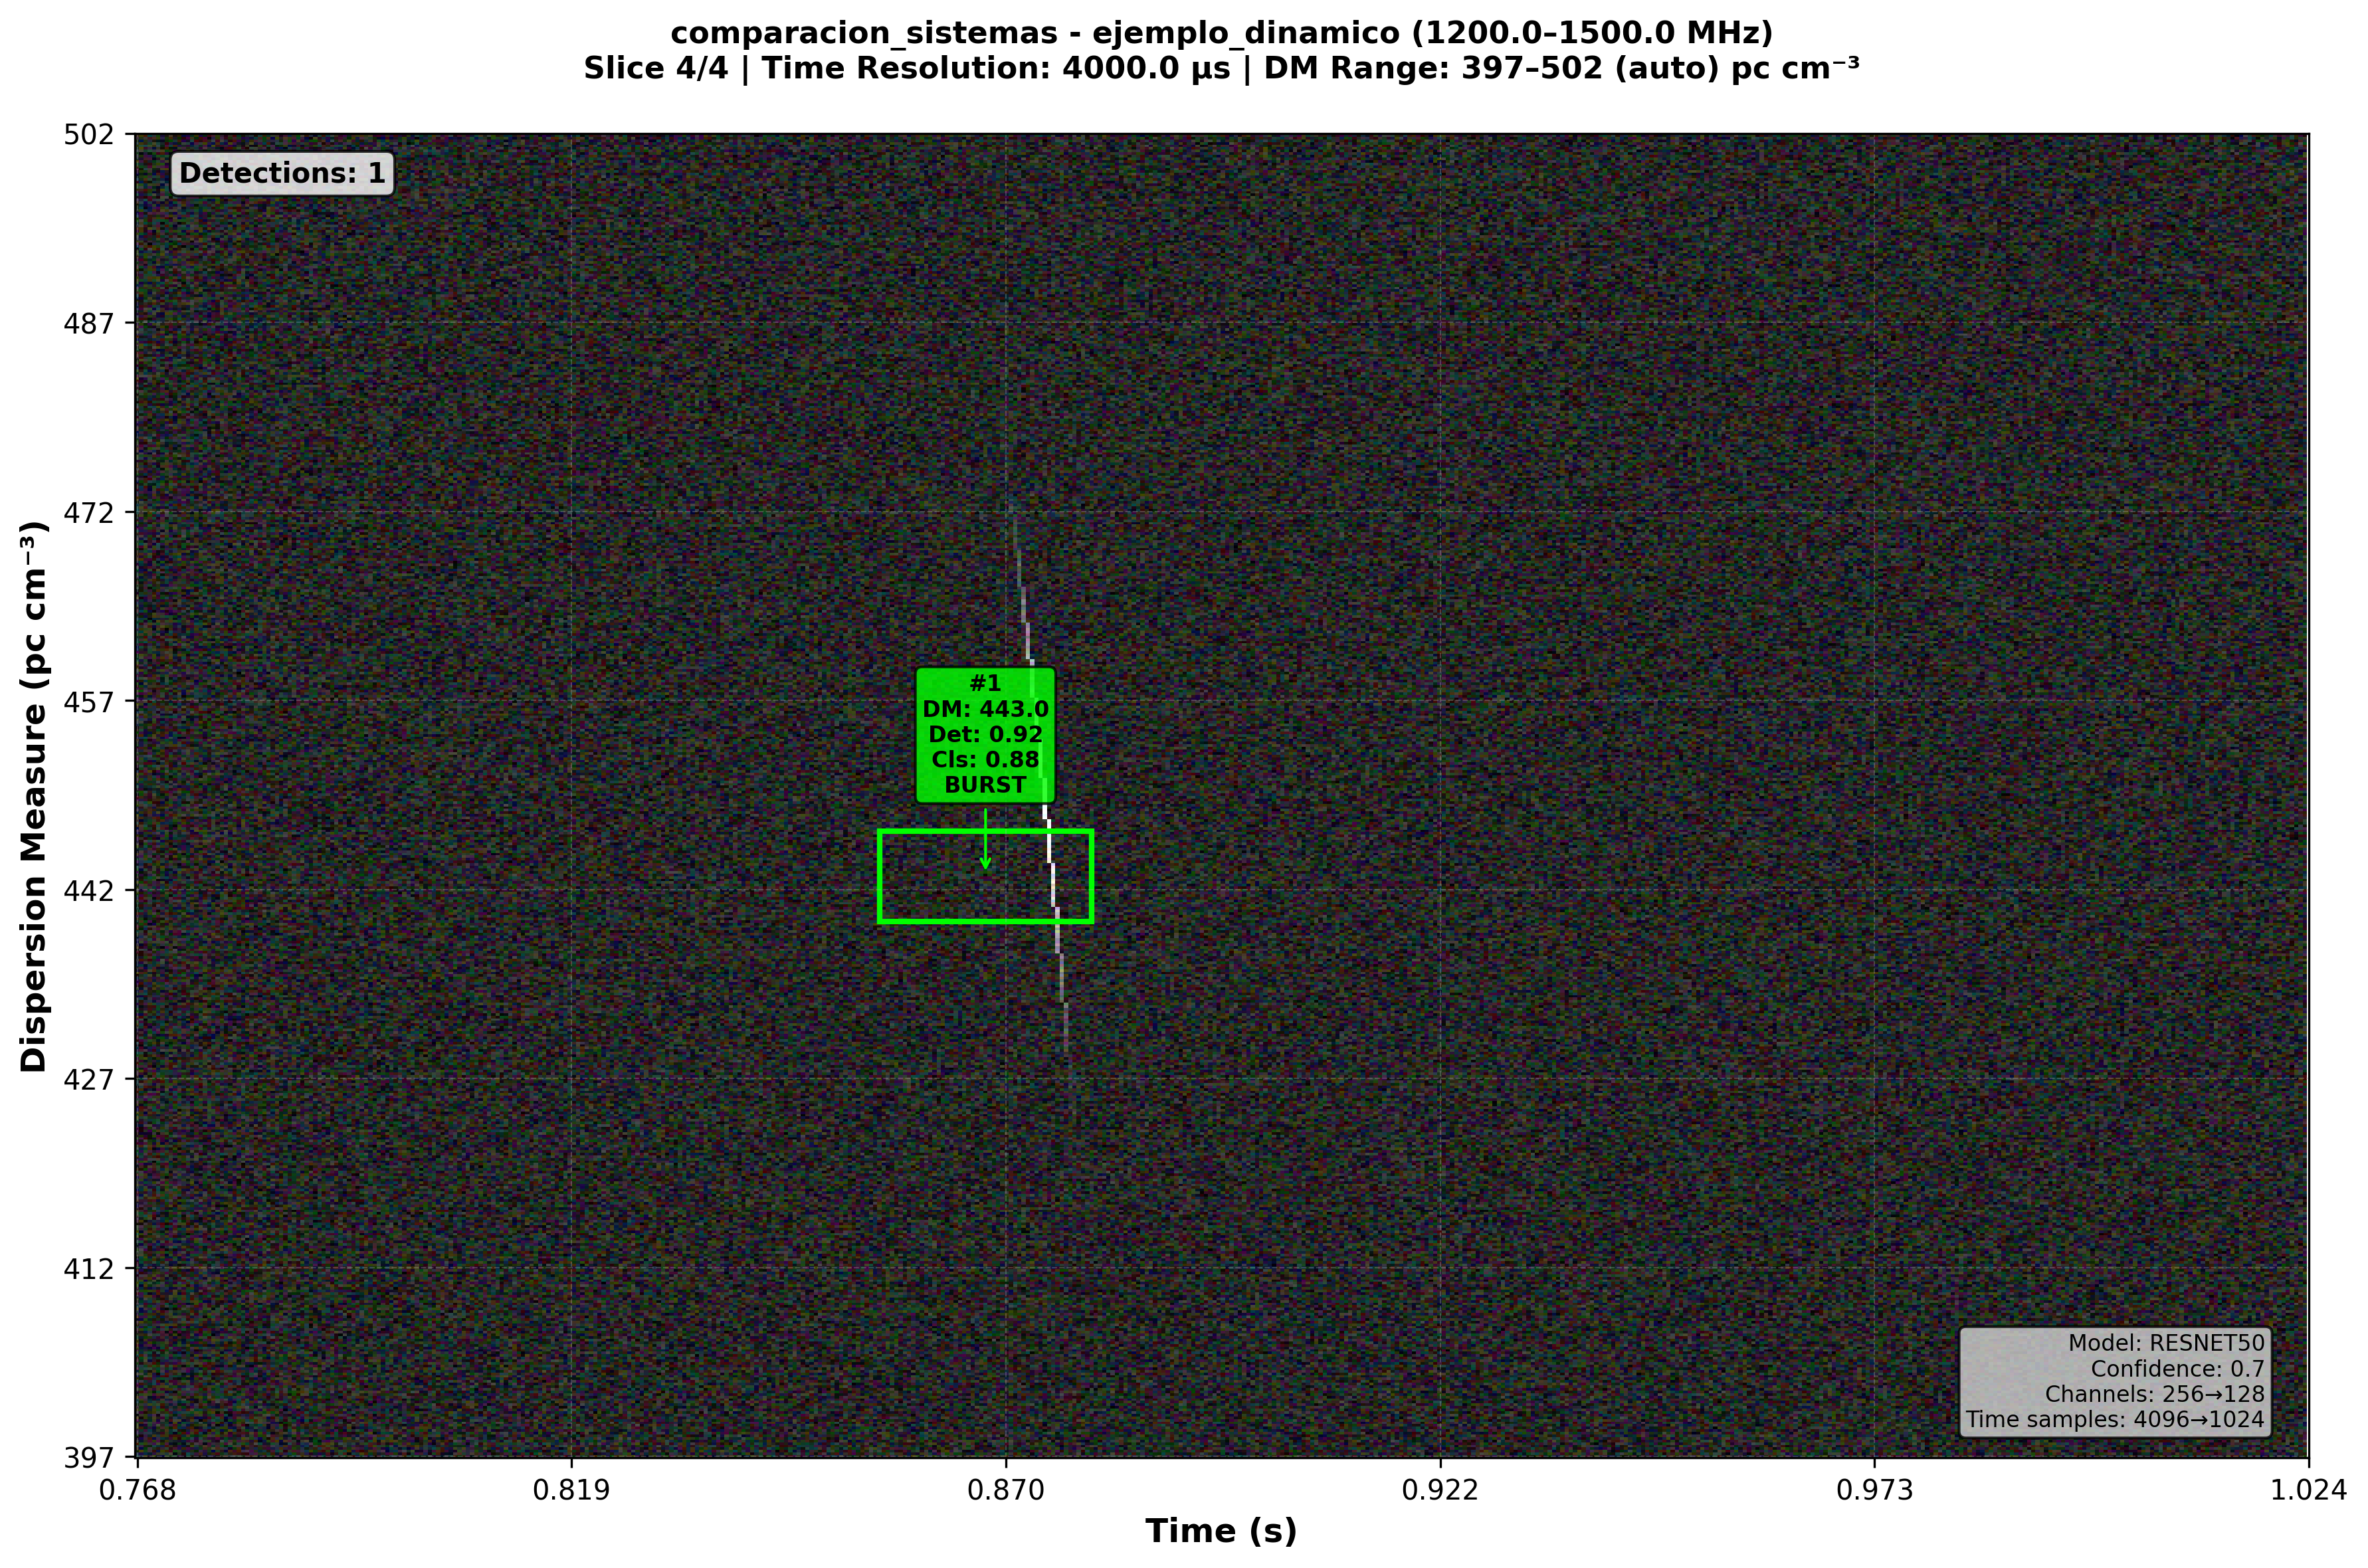 comparacion_sistemas - ejemplo_dinamico (1200.0–1500.0 MHz)
Slice 4/4 | Time Resolution: 4000.0 μs | DM Range: 397–502 (auto) pc cm⁻³
Detections: 1
502
487
472
457
442
427
412
397
Dispersion Measure (pc cm⁻³)
#1
DM: 443.0
Det: 0.92
Cls: 0.88
BURST
Model: RESNET50
Confidence: 0.7
Channels: 256→128
Time samples: 4096→1024
0.768
0.819
0.870
0.922
0.973
1.024
Time (s)